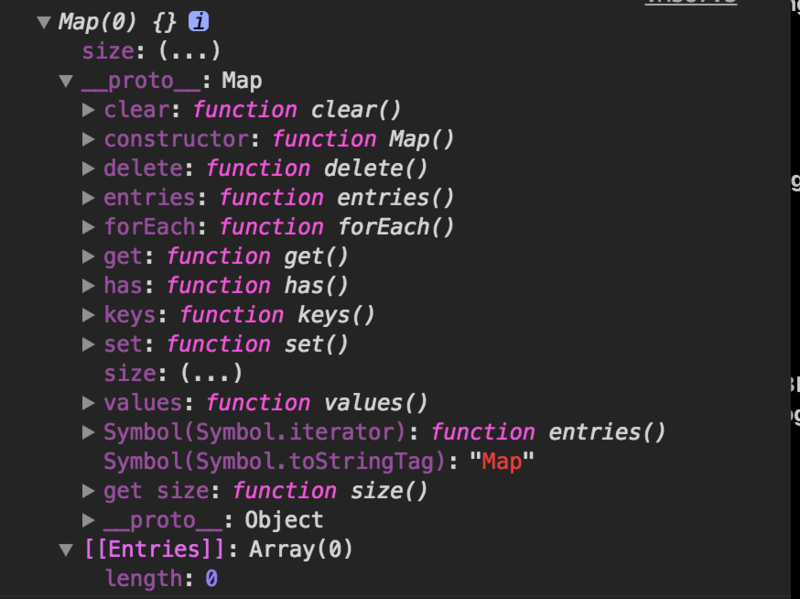 Map(0) {} i
size: (...)
__proto__: Map
clear: function clear()
constructor: function Map()
delete: function delete()
entries: function entries()
forEach: function forEach()
get: function get()
has: function has()
keys: function keys()
set: function set()
size: (...)
values: function values()
Symbol(Symbol.iterator): function entries()
Symbol(Symbol.toStringTag): "Map"
get size: function size()
__proto__: Object
[[Entries]]: Array(0)
length: 0